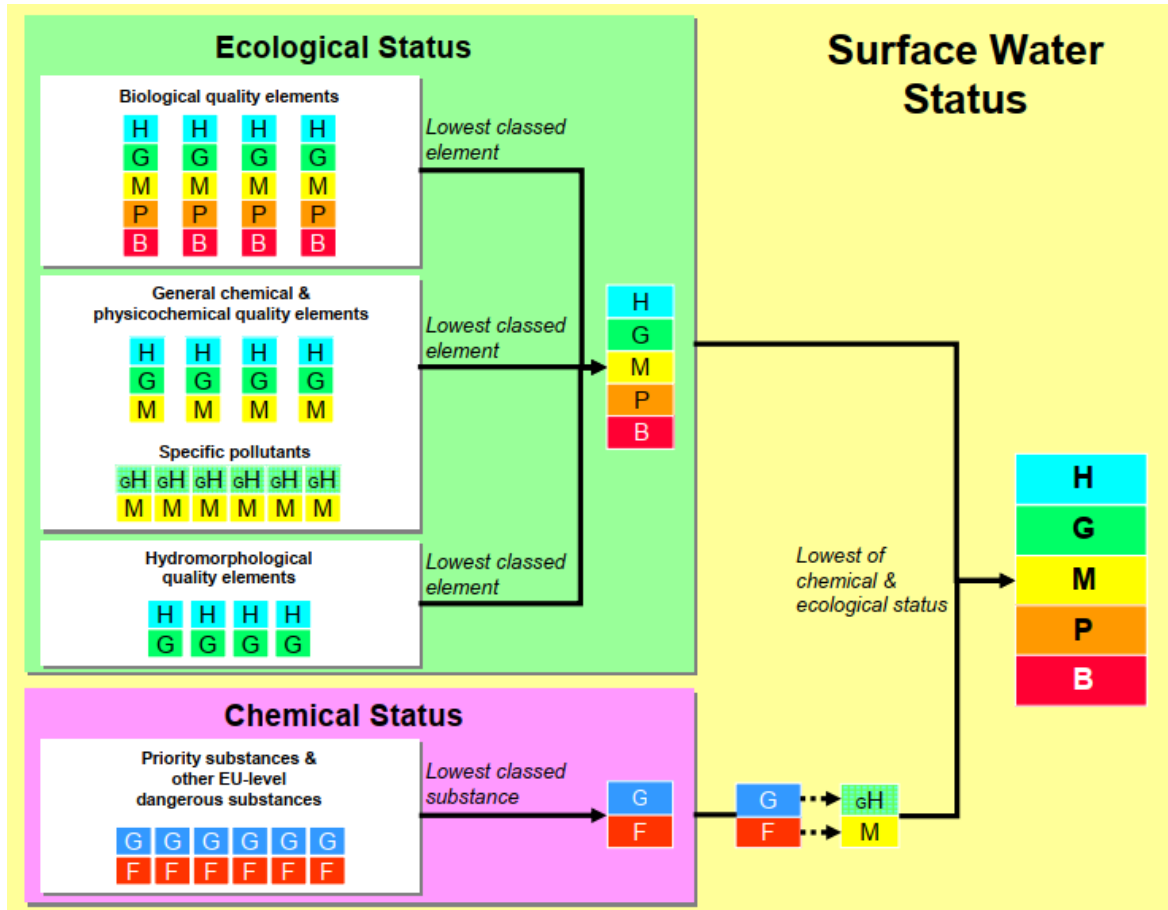 Ecological Status
Surface Water
Status
Biological quality elements
H H H H
G G G G
M M M M
P P P P
B B B B
Lowest classed
element
General chemical &
physicochemical quality elements
H H H H
G G G G
M M M M
Lowest classed
element
Specific pollutants
GH GH GH GH GH GH
M M M M M M
Hydromorphological
quality elements
H H H H
G G G G
Lowest classed
element
H
G
M
P
B
Lowest of
chemical &
ecological status
H
G
M
P
B
Chemical Status
Priority substances &
other EU-level
dangerous substances
G G G G G G
F F F F F F
Lowest classed
substance
G
F
G
F
GH
M